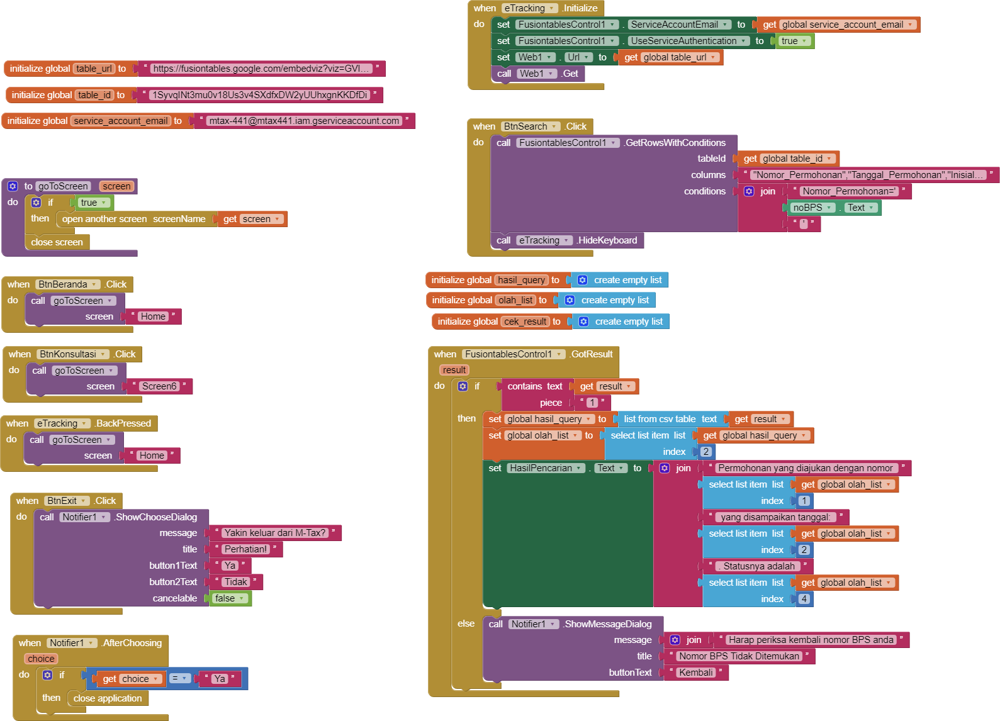 initialize global table_url to “ https://fusiontables.google.com/embedviz?viz=GVI... ”
initialize global table_id to “ 1SyvqINt3mu0v18Us3v4SXdfxDW2yUUhxgnKKDfDi ”
initialize global service_account_email to “ mtax-441@mtax441.iam.gserviceaccount.com ”
to goToScreen screen
do if true
then open another screen screenName get screen
close screen
when BtnBeranda .Click
do call goToScreen
screen “ Home ”
when BtnKonsultasi .Click
do call goToScreen
screen “ Screen6 ”
when eTracking .BackPressed
do call goToScreen
screen “ Home ”
when BtnExit .Click
do call Notifier1 .ShowChooseDialog
message “ Yakin keluar dari M-Tax? ”
title “ Perhatian! ”
button1Text “ Ya ”
button2Text “ Tidak ”
cancelable false
when Notifier1 .AfterChoosing
choice
do if get choice = “ Ya ”
then close application
when eTracking .Initialize
do set FusiontablesControl1 . ServiceAccountEmail to get global service_account_email
set FusiontablesControl1 . UseServiceAuthentication to true
set Web1 . Url to get global table_url
call Web1 .Get
when BtnSearch .Click
do call FusiontablesControl1 .GetRowsWithConditions
tableId get global table_id
columns “ "Nomor_Permohonan","Tanggal_Permohonan","Inisial... ”
conditions join “ Nomor_Permohonan=' ”
noBPS . Text
“ ' ”
call eTracking .HideKeyboard
initialize global hasil_query to create empty list
initialize global olah_list to create empty list
initialize global cek_result to create empty list
when FusiontablesControl1 .GotResult
result
do if contains text get result
piece “ 1 ”
then set global hasil_query to list from csv table text get result
set global olah_list to select list item list get global hasil_query
index 2
set HasilPencarian . Text to join “ Permohonan yang diajukan dengan nomor ”
select list item list get global olah_list
index 1
“ yang disampaikan tanggal: ”
select list item list get global olah_list
index 2
“ . Statusnya adalah ”
select list item list get global olah_list
index 4
else call Notifier1 .ShowMessageDialog
message join “ Harap periksa kembali nomor BPS anda ”
title “ Nomor BPS Tidak Ditemukan ”
buttonText “ Kembali ”